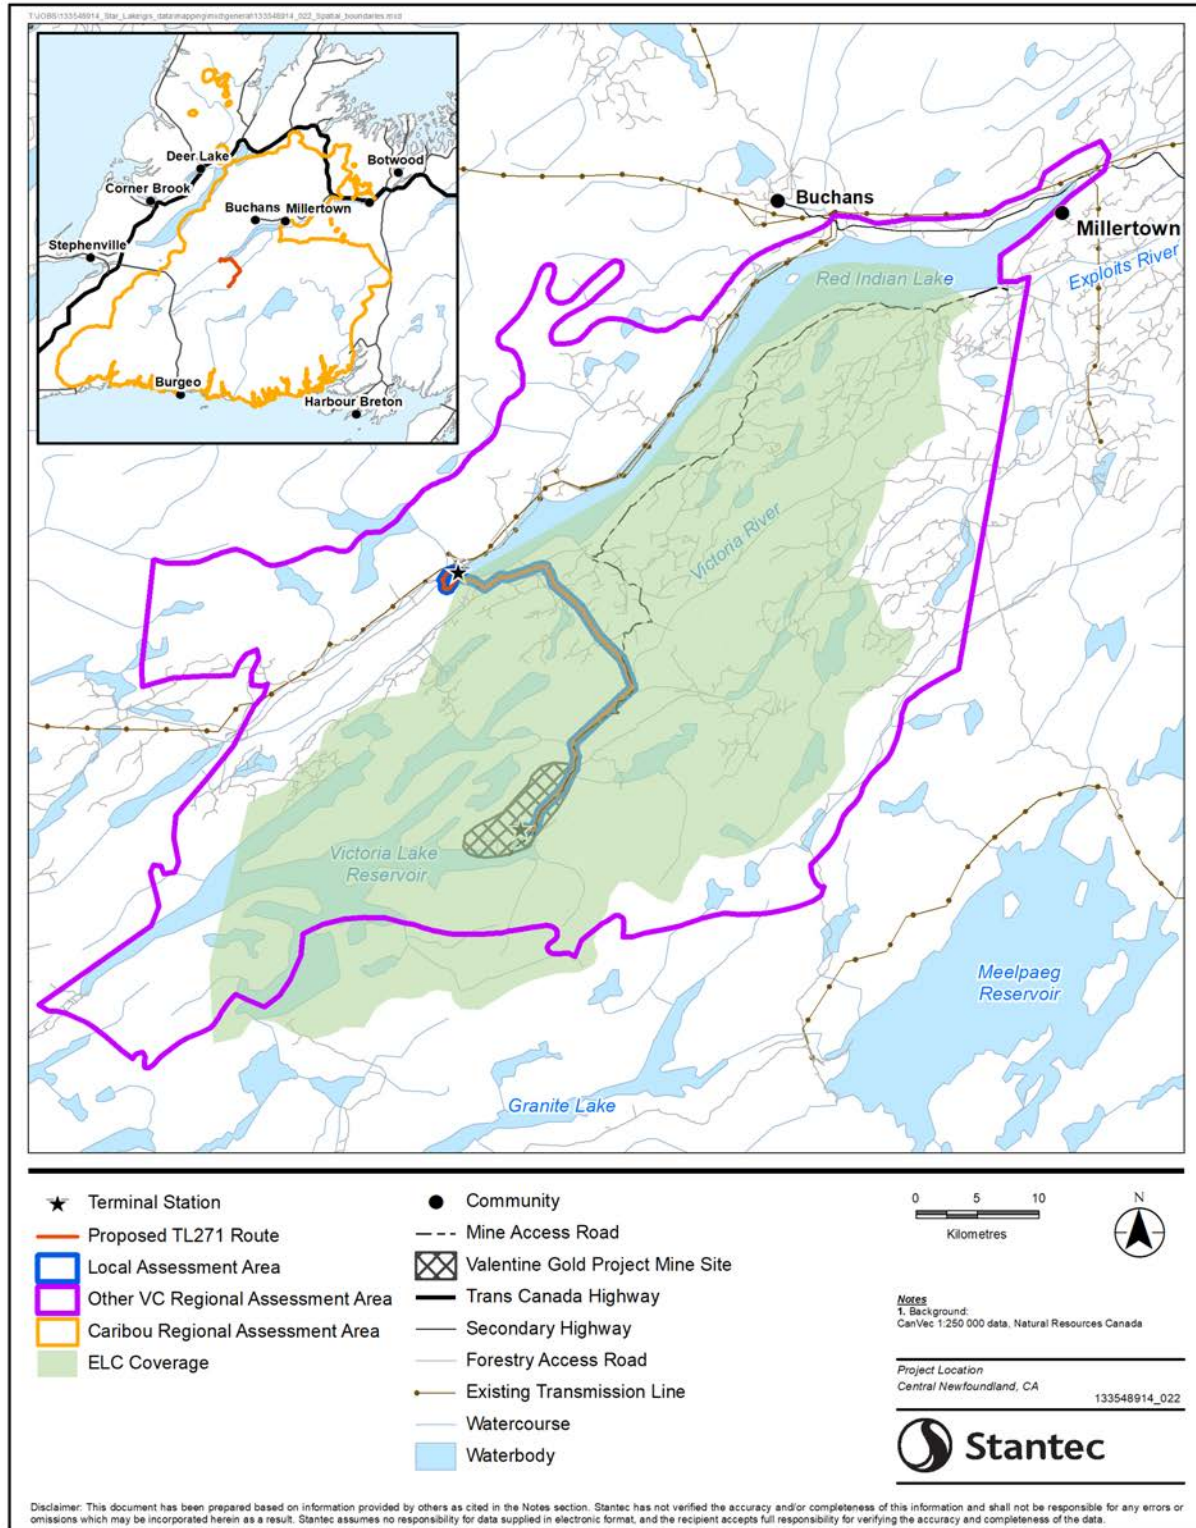 T:\JOBS\133548914_Star_Lake\gis_data\mapping\mxd\general\133548914_022_Spatial_boundaries.mxd
Deer Lake
Botwood
Corner Brook
Buchans
Millertown
Stephenville
Burgeo
Harbour Breton
Buchans
Millertown
Exploits River
Red Indian Lake
Victoria River
Victoria Lake
Reservoir
Meelpaeg
Reservoir
Granite Lake
Terminal Station
Proposed TL271 Route
Local Assessment Area
Other VC Regional Assessment Area
Caribou Regional Assessment Area
ELC Coverage
Community
Mine Access Road
Valentine Gold Project Mine Site
Trans Canada Highway
Secondary Highway
Forestry Access Road
Existing Transmission Line
Watercourse
Waterbody
0 5 10
Kilometres
N
Notes
1. Background:
CanVec 1:250 000 data, Natural Resources Canada
Project Location
Central Newfoundland, CA
133548914_022
Stantec
Disclaimer: This document has been prepared based on information provided by others as cited in the Notes section. Stantec has not verified the accuracy and/or completeness of this information and shall not be responsible for any errors or
omissions which may be incorporated herein as a result. Stantec assumes no responsibility for data supplied in electronic format, and the recipient accepts full responsibility for verifying the accuracy and completeness of the data.